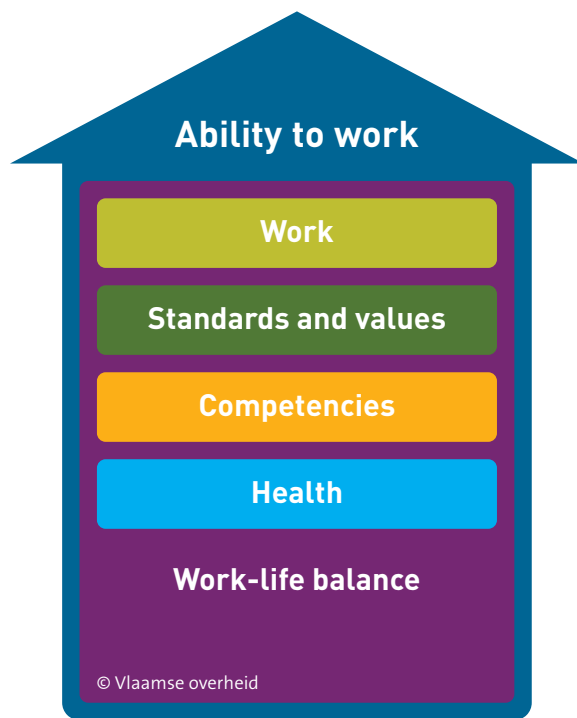 Ability to work
Work
Standards and values
Competencies
Health
Work-life balance
© Vlaamse overheid